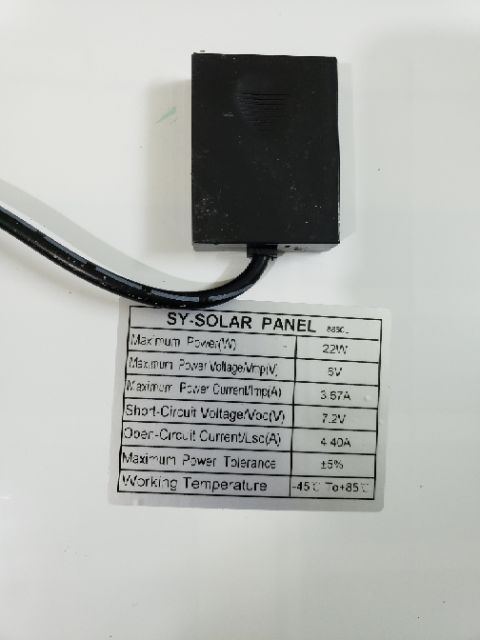 SY-SOLAR PANEL
Maximum Power(W) 22W
Maximum Power Voltage/Vmp(V) 6V
Maximum Power Current/Imp(A) 3.67A
Short-Circuit Voltage/Voc(V) 7.2V
Open-Circuit Current/Lsc(A) 4.40A
Maximum Power Tolerance ±5%
Working Temperature -45℃ To+85℃